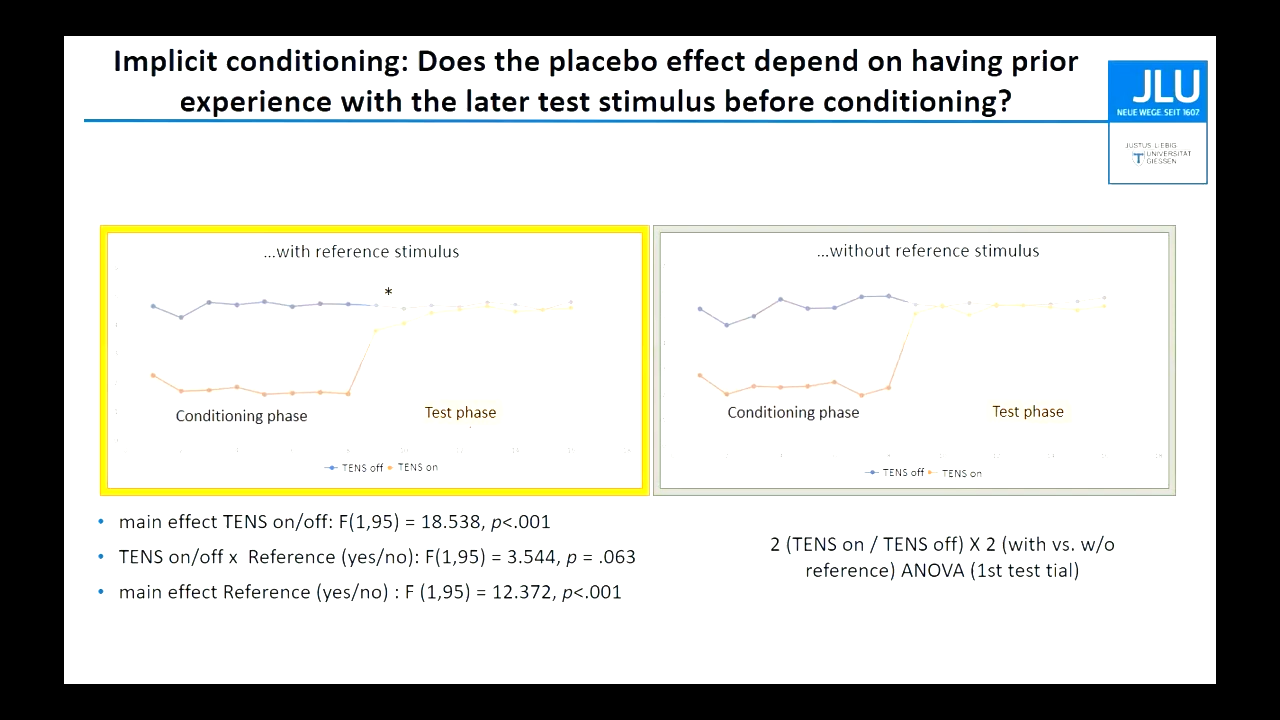 Implicit conditioning: Does the placebo effect depend on having prior
experience with the later test stimulus before conditioning?
JLU
NEUE WEGE. SEIT 1607
JUSTUS LIEBIG
UNIVERSITÄT
GIESSEN
...with reference stimulus
*
Conditioning phase
Test phase
TENS off
TENS on
...without reference stimulus
Conditioning phase
Test phase
TENS off
TENS on
• main effect TENS on/off: F(1,95) = 18.538, p<.001
• TENS on/off x Reference (yes/no): F(1,95) = 3.544, p = .063
• main effect Reference (yes/no) : F (1,95) = 12.372, p<.001
2 (TENS on / TENS off) X 2 (with vs. w/o
reference) ANOVA (1st test tial)